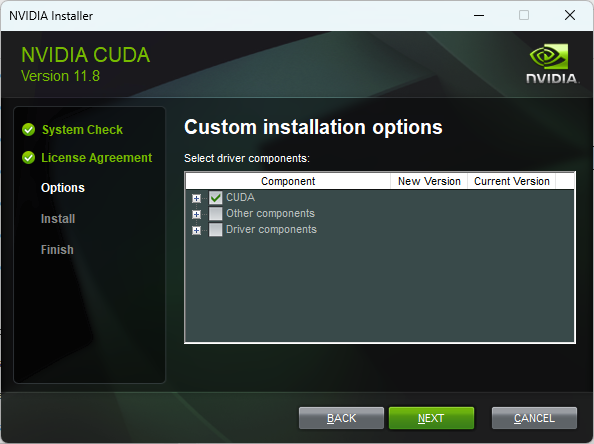 NVIDIA Installer
NVIDIA CUDA
Version 11.8
NVIDIA.
System Check
License Agreement
Options
Install
Finish
Custom installation options
Select driver components:
Component New Version Current Version
CUDA
Other components
Driver components
BACK NEXT CANCEL